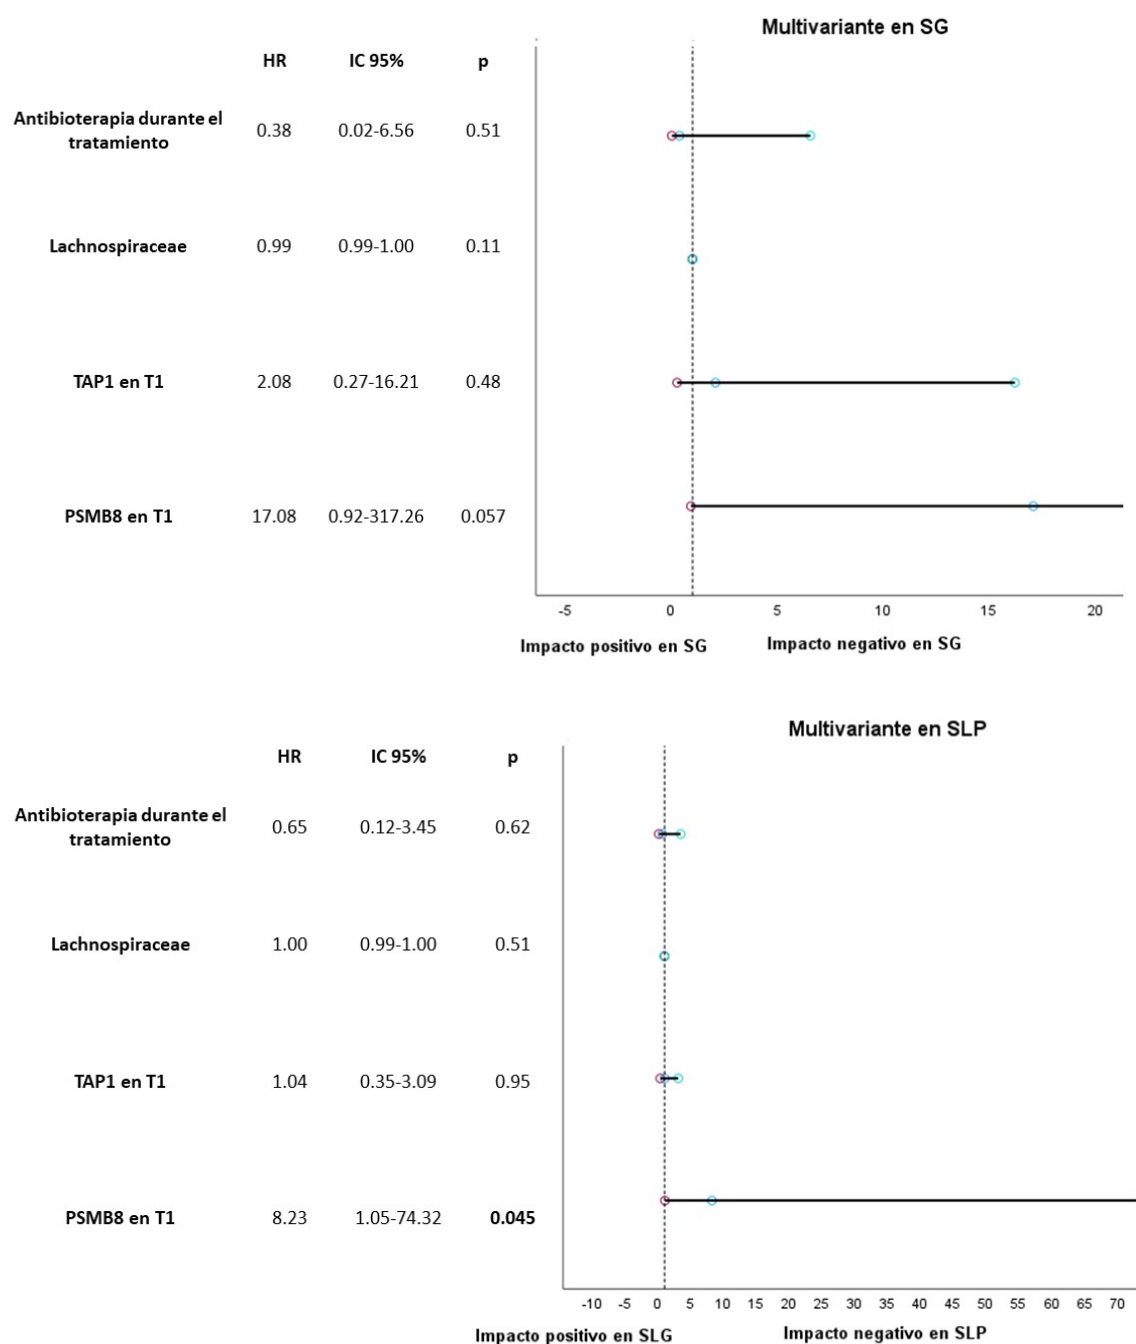 Multivariante en SG
HR IC 95% p
Antibioterapia durante el
tratamiento 0.38 0.02-6.56 0.51
Lachnospiraceae 0.99 0.99-1.00 0.11
TAP1 en T1 2.08 0.27-16.21 0.48
PSMB8 en T1 17.08 0.92-317.26 0.057
-5 0 5 10 15 20
Impacto positivo en SG Impacto negativo en SG
Multivariante en SLP
HR IC 95% p
Antibioterapia durante el
tratamiento 0.65 0.12-3.45 0.62
Lachnospiraceae 1.00 0.99-1.00 0.51
TAP1 en T1 1.04 0.35-3.09 0.95
PSMB8 en T1 8.23 1.05-74.32 0.045
-10 -5 0 5 10 15 20 25 30 35 40 45 50 55 60 65 70
Impacto positivo en SLG Impacto negativo en SLP